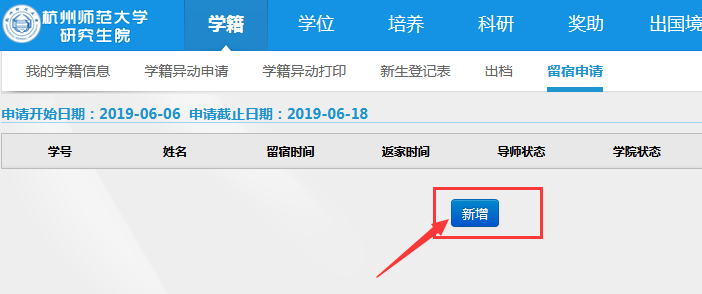 杭州师范大学
研究生院
学籍 学位 培养 科研 奖助 出国境
我的学籍信息 学籍异动申请 学籍异动打印 新生登记表 出档 留宿申请
申请开始日期：2019-06-06 申请截止日期：2019-06-18
学号 姓名 留宿时间 返家时间 导师状态 学院状态
新增